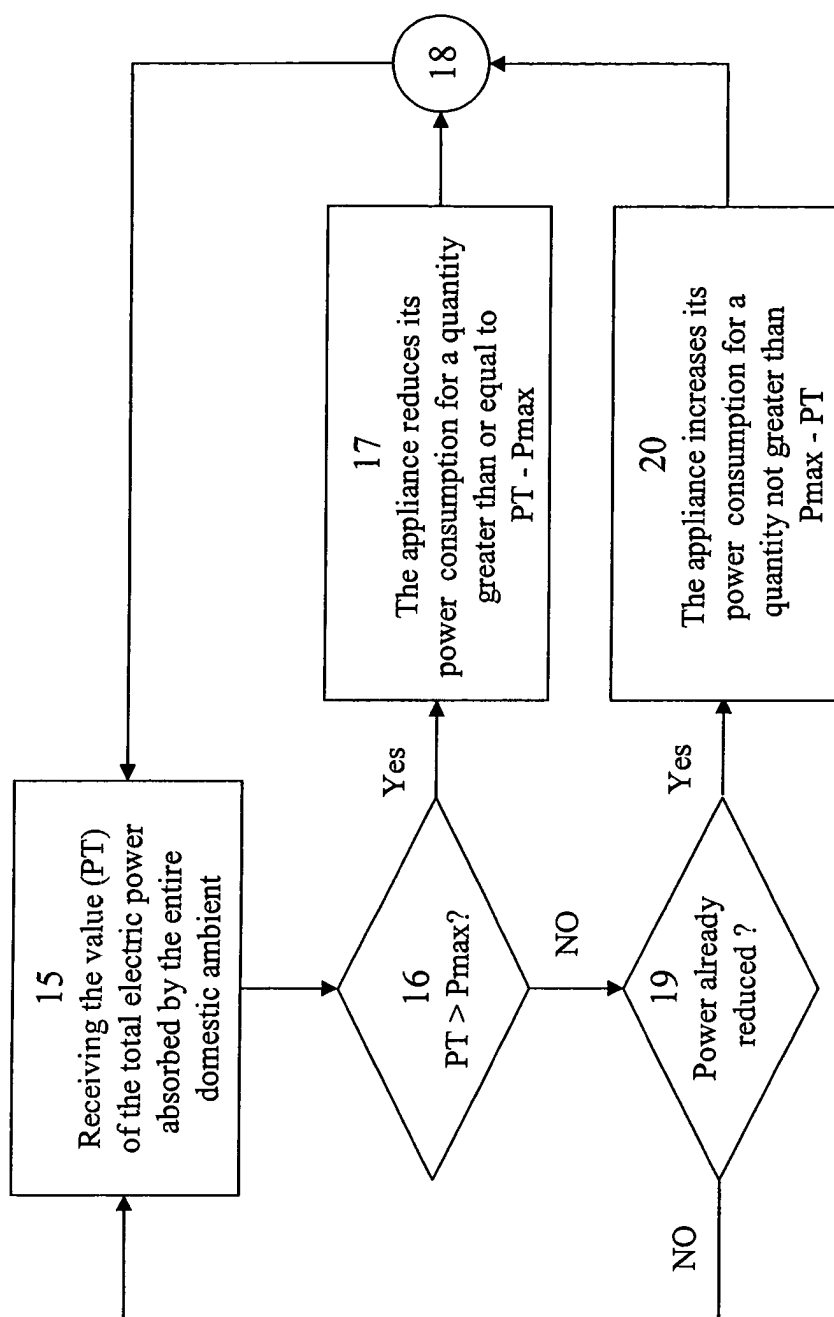 15
Receiving the value (PT)
of the total electric power
absorbed by the entire
domestic ambient
16
PT > Pmax?
Yes
17
The appliance reduces its
power consumption for a quantity
greater than or equal to
PT - Pmax
18
NO
19
Power already
reduced ?
Yes
20
The appliance increases its
power consumption for a
quantity not greater than
Pmax - PT
NO